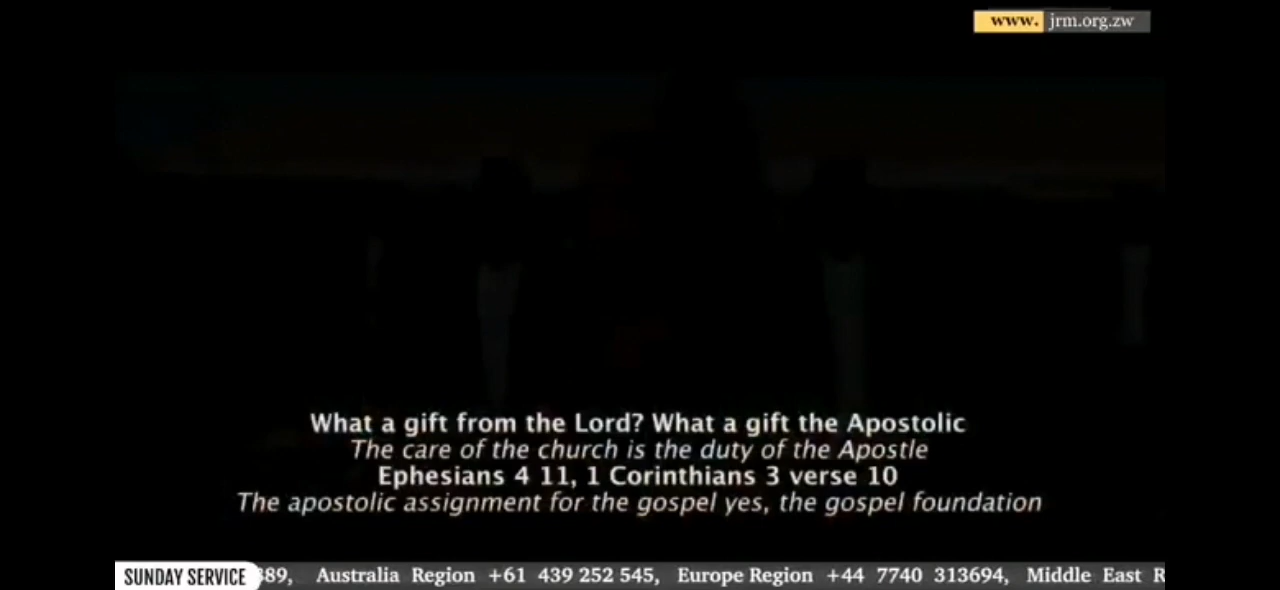 www. jrm.org.zw
What a gift from the Lord? What a gift the Apostolic
The care of the church is the duty of the Apostle
Ephesians 4 11, 1 Corinthians 3 verse 10
The apostolic assignment for the gospel yes, the gospel foundation
SUNDAY SERVICE 89, Australia Region +61 439 252 545, Europe Region +44 7740 313694, Middle East R